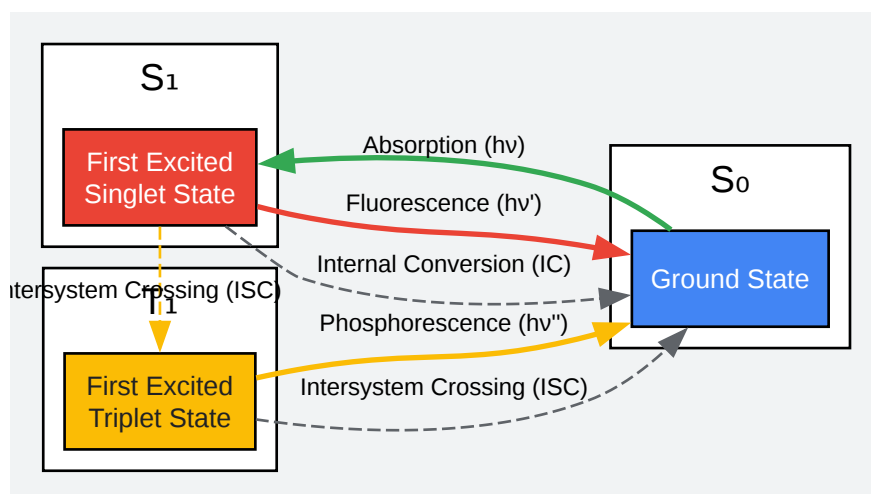 S₁
First Excited
Singlet State
Absorption (hν)
Fluorescence (hν')
Internal Conversion (IC)
S₀
Ground State
ntersystem Crossing (ISC)
T₁
First Excited
Triplet State
Phosphorescence (hν'')
Intersystem Crossing (ISC)